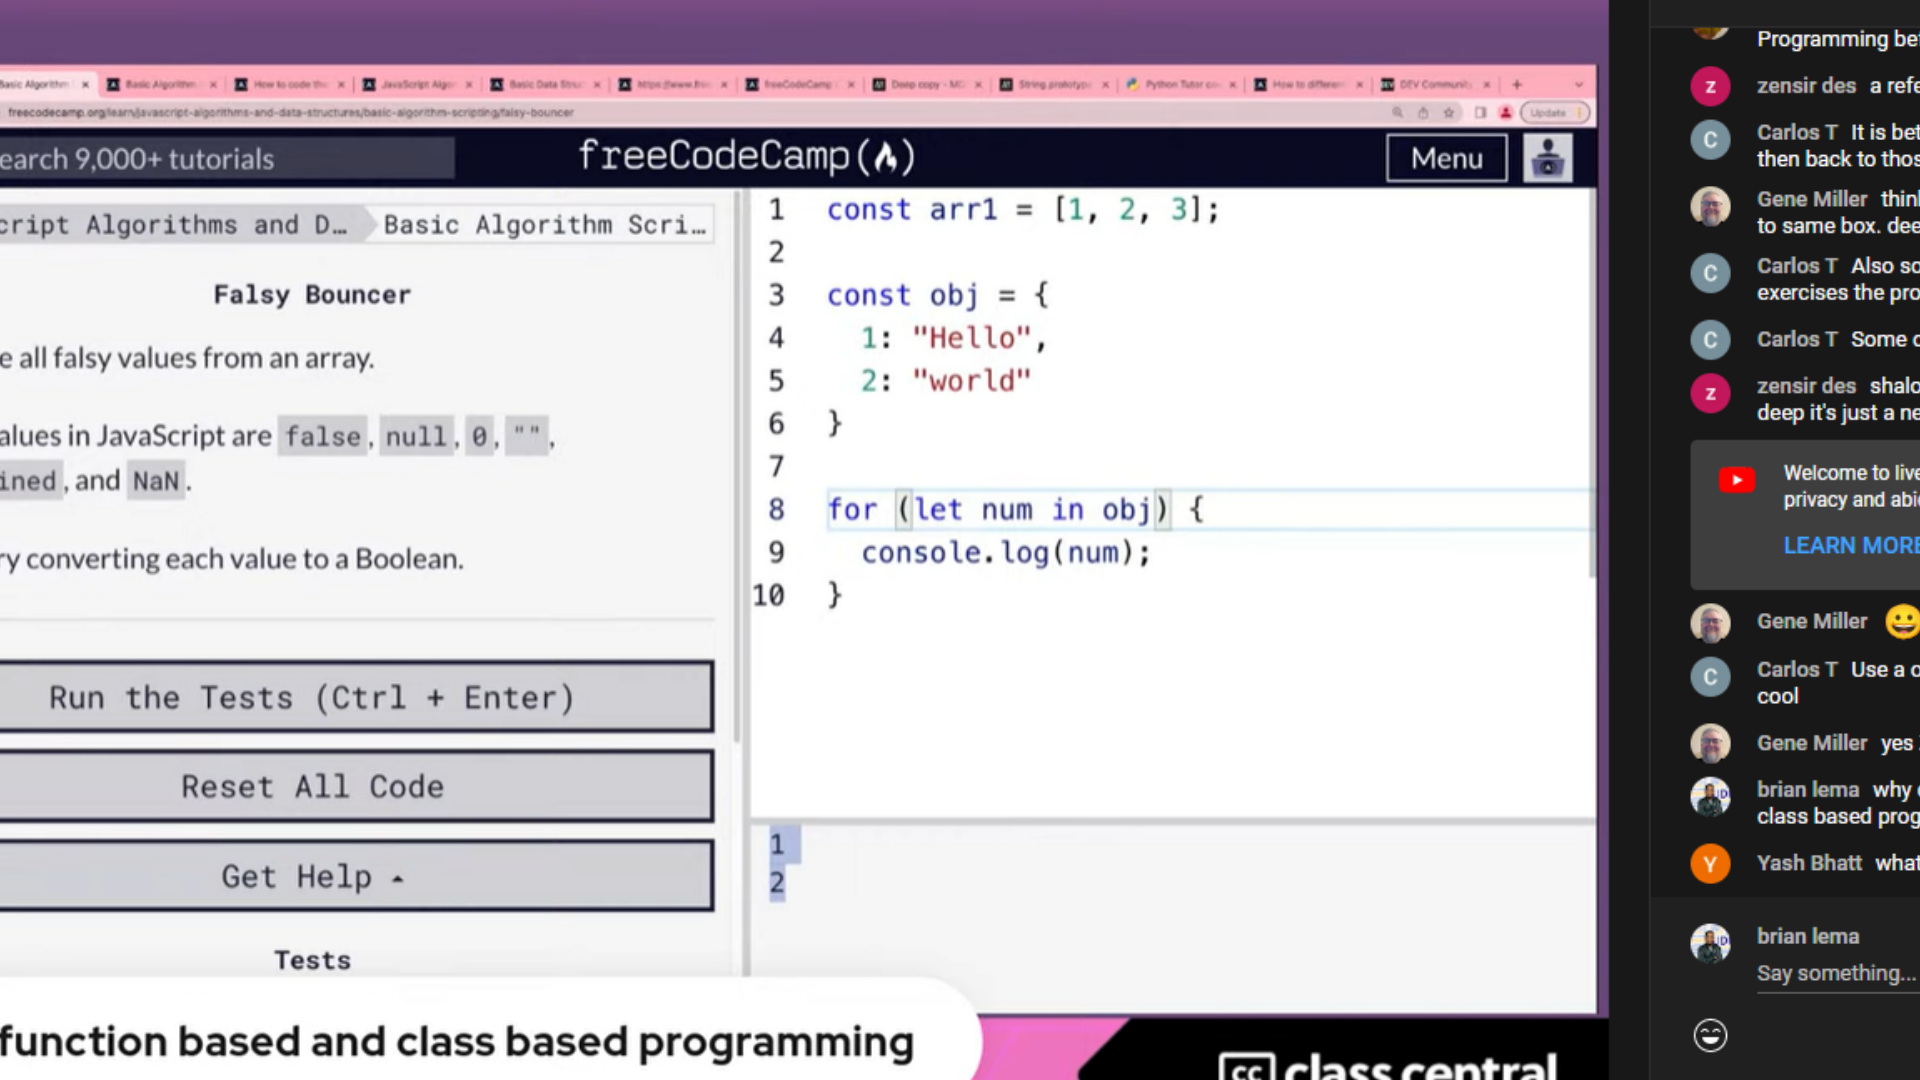 Basic Algorithm
Basic Algorithm
How to code the
JavaScript Algor
Basic Data Struc
https://www.free
freeCodeCamp
Deep copy - MD
String.prototype
Python Tutor co
How to differen
DEV Community
freecodecamp.org/learn/javascript-algorithms-and-data-structures/basic-algorithm-scripting/falsy-bouncer
Update
earch 9,000+ tutorials
freeCodeCamp
Menu
cript Algorithms and D…
Basic Algorithm Scri…
Falsy Bouncer
e all falsy values from an array.
alues in JavaScript are false, null, 0, "",
ined, and NaN.
ry converting each value to a Boolean.
Run the Tests (Ctrl + Enter)
Reset All Code
Get Help
Tests
1 const arr1 = [1, 2, 3];
2
3 const obj = {
4   1: "Hello",
5   2: "world"
6 }
7
8 for (let num in obj) {
9   console.log(num);
10 }
1
2
function based and class based programming
cc class central
Programming be
z zensir des a refe
C Carlos T It is bet
then back to thos
Gene Miller think
to same box. dee
C Carlos T Also so
exercises the pro
C Carlos T Some o
z zensir des shalo
deep it's just a ne
Welcome to live
privacy and abi
LEARN MORE
Gene Miller
C Carlos T Use a o
cool
Gene Miller yes
brian lema why
class based prog
Y Yash Bhatt what
brian lema
Say something...